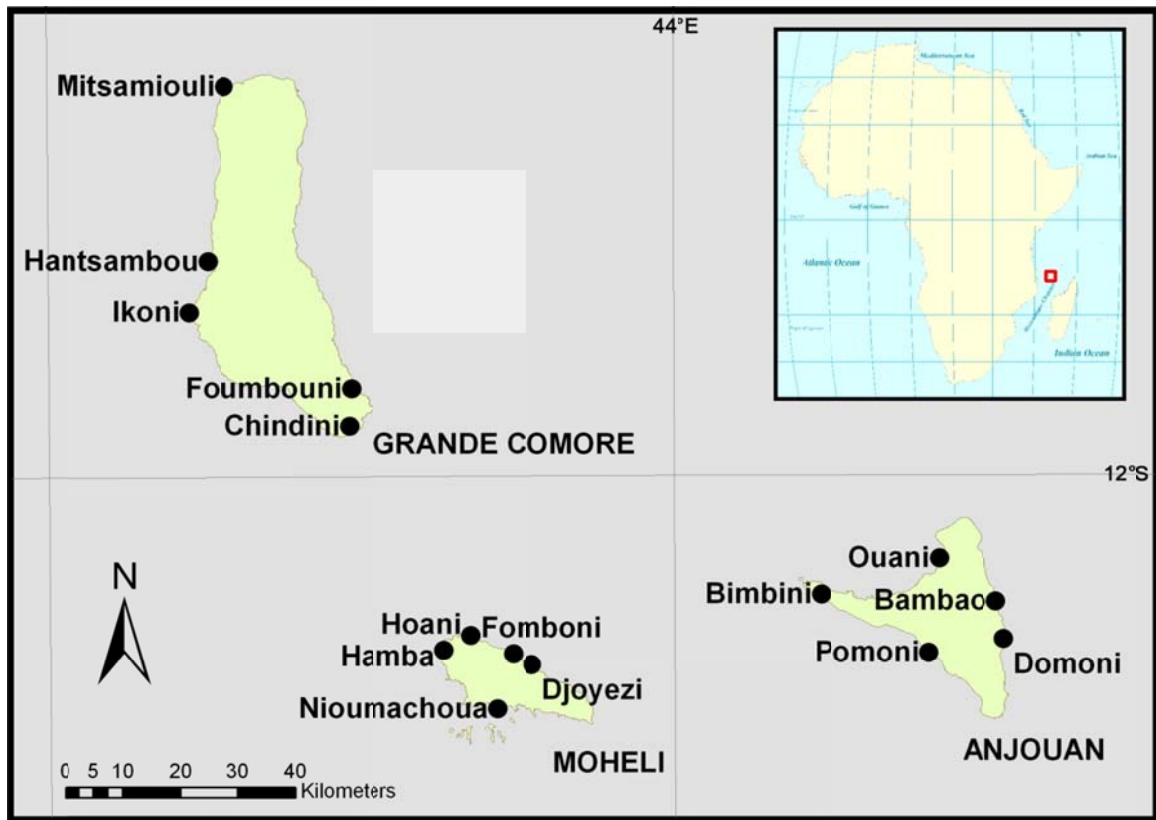 44°E
Mitsamiouli
Hantsambou
Ikoni
Foumbouni
Chindini
GRANDE COMORE
Mediterranean Sea
Red Sea
Arabian Sea
Gulf of Guinea
Atlantic Ocean
Indian Ocean
12°S
N
Ouani
Bimbini
Bambao
Pomoni
Domoni
ANJOUAN
Hoani
Fomboni
Hamba
Djoyezi
Nioumachoua
MOHELI
0 5 10 20 30 40
Kilometers